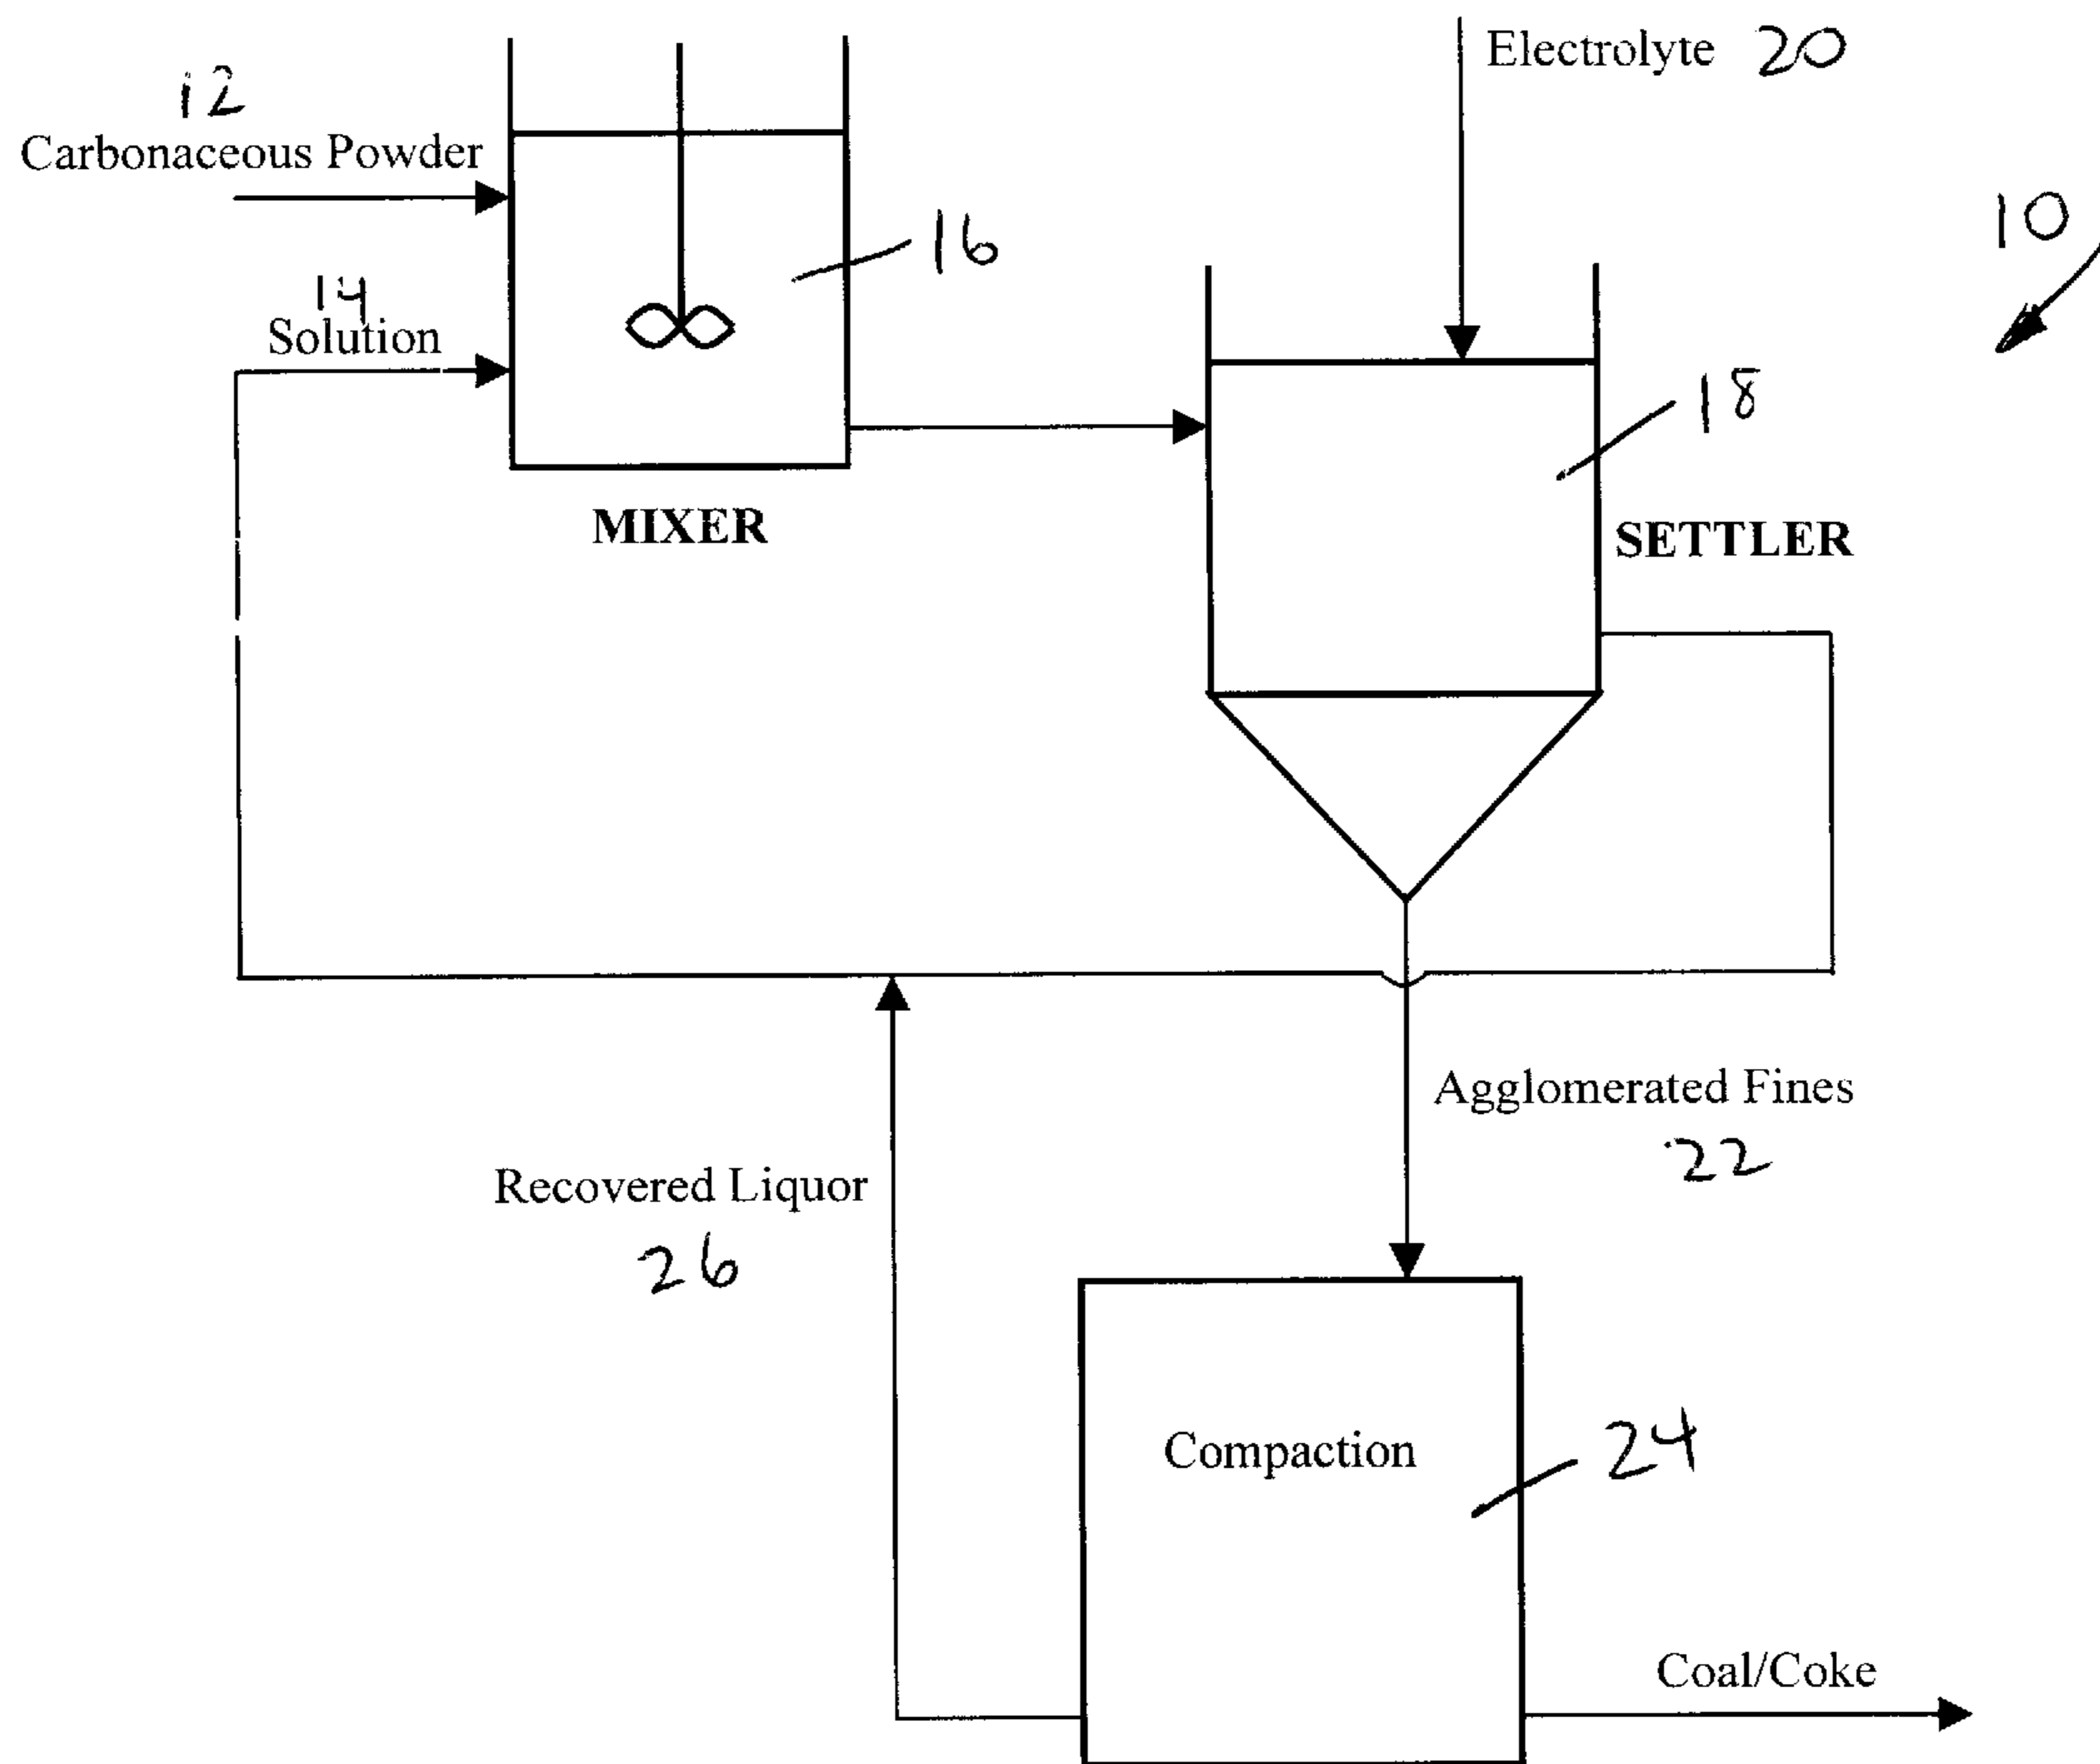 Electrolyte 20
12
Carbonaceous Powder
10
16
14
Solution
18
MIXER
SETTLER
Agglomerated Fines
22
Recovered Liquor
26
Compaction
24
Coal/Coke